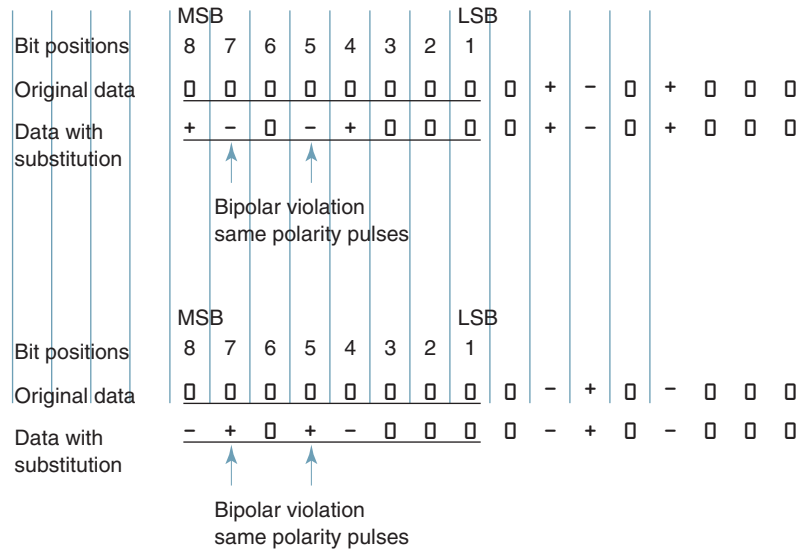 MSB LSB
Bit positions 8 7 6 5 4 3 2 1
Original data 0 0 0 0 0 0 0 0 0 + − 0 + 0 0 0
Data with + − 0 − + 0 0 0 0 + − 0 + 0 0 0
substitution
Bipolar violation
same polarity pulses
MSB LSB
Bit positions 8 7 6 5 4 3 2 1
Original data 0 0 0 0 0 0 0 0 0 − + 0 − 0 0 0
Data with − + 0 + − 0 0 0 0 − + 0 − 0 0 0
substitution
Bipolar violation
same polarity pulses